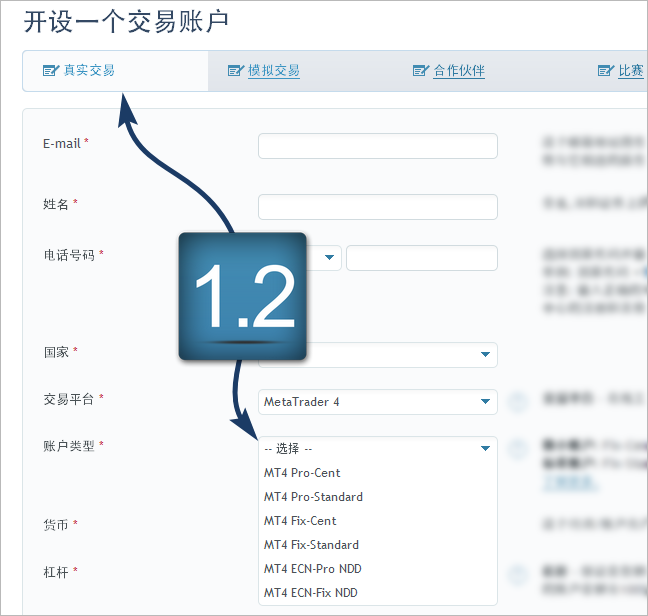 开设一个交易账户
真实交易
模拟交易
合作伙伴
比赛
E-mail *
姓名 *
电话号码 *
1.2
国家 *
交易平台 *
MetaTrader 4
账户类型 *
-- 选择 --
MT4 Pro-Cent
MT4 Pro-Standard
MT4 Fix-Cent
MT4 Fix-Standard
MT4 ECN-Pro NDD
MT4 ECN-Fix NDD
货币 *
杠杆 *